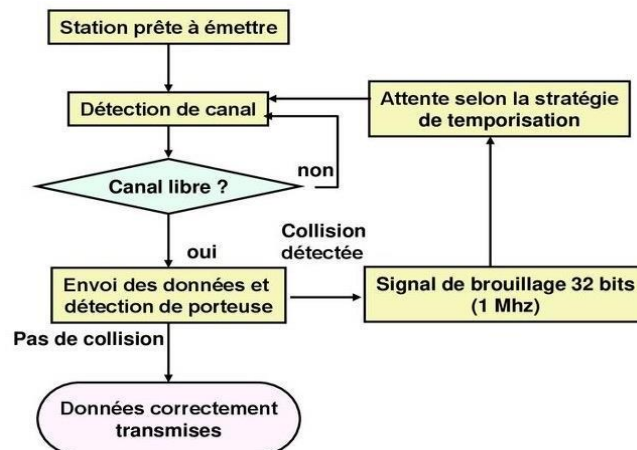 Station prête à émettre
Détection de canal
Attente selon la stratégie
de temporisation
non
Canal libre ?
Collision
détectée
oui
Envoi des données et
détection de porteuse
Signal de brouillage 32 bits
(1 Mhz)
Pas de collision
Données correctement
transmises